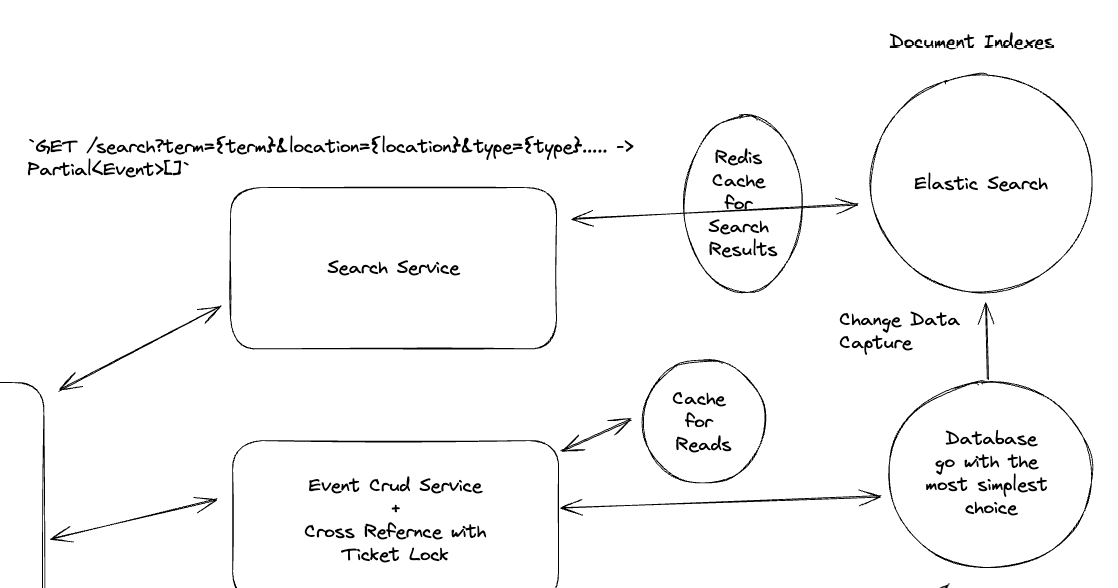 Document Indexes
`GET /search?term={term}&location={location}&type={type}..... ->
Partial<Event>[]`
Redis
Cache
for
Search
Results
Elastic Search
Search Service
Change Data
Capture
Cache
for
Reads
Database
go with the
most simplest
choice
Event Crud Service
+
Cross Refernce with
Ticket Lock